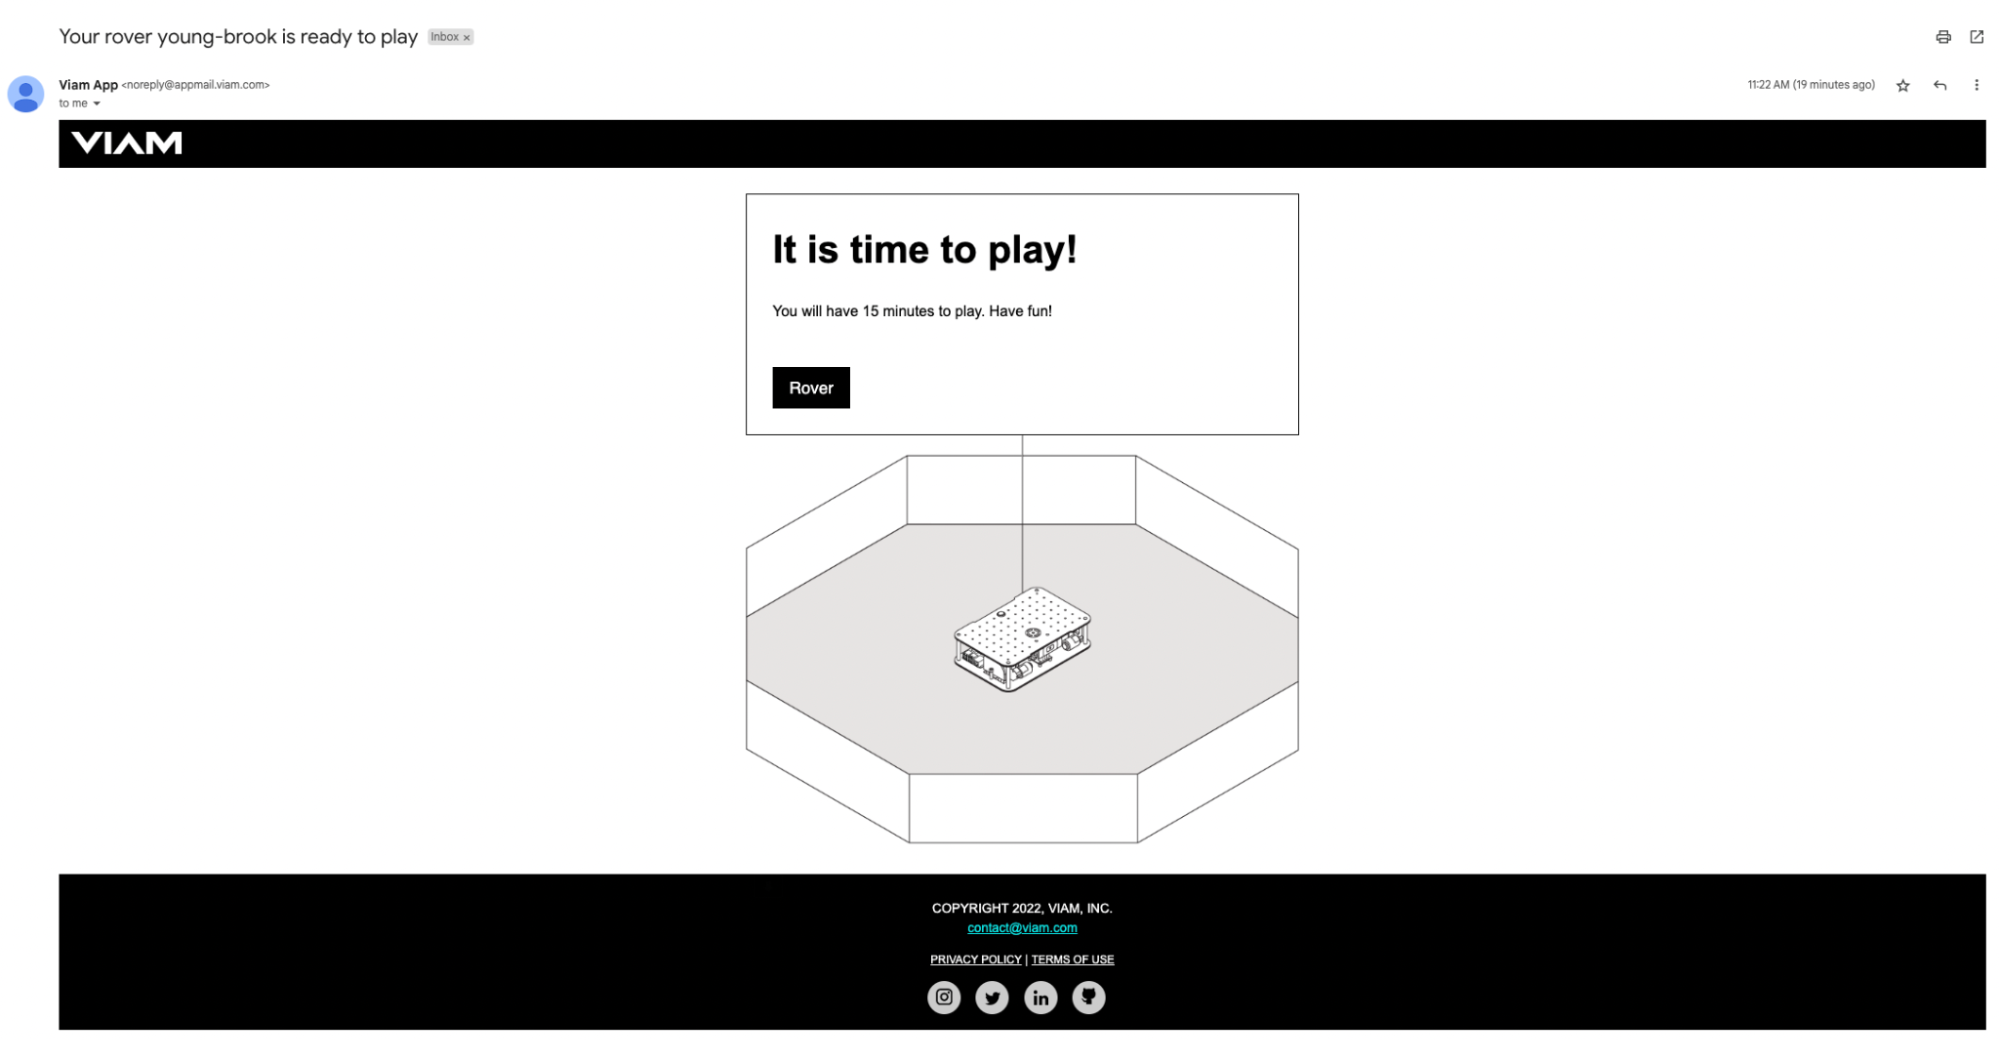 Your rover young-brook is ready to play Inbox x
Viam App <noreply@appmail.viam.com> 11:22 AM (19 minutes ago)
to me
VIAM
It is time to play!
You will have 15 minutes to play. Have fun!
Rover
COPYRIGHT 2022, VIAM, INC.
contact@viam.com
PRIVACY POLICY | TERMS OF USE
in